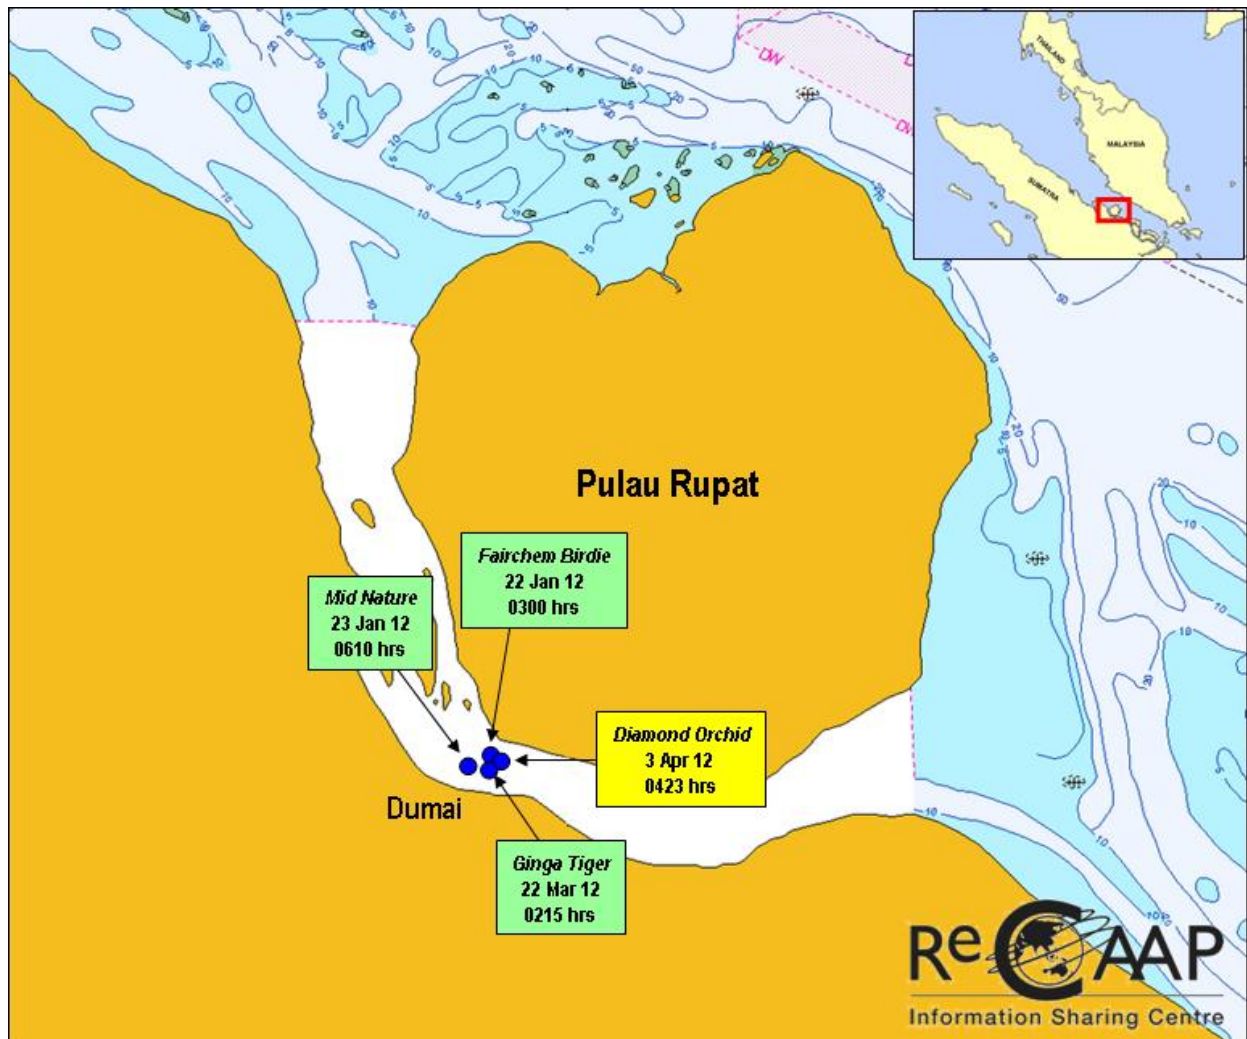 DW
DW
THAILAND
MALAYSIA
SUMATRA
Pulau Rupat
Fairchem Birdie
22 Jan 12
0300 hrs
Mid Nature
23 Jan 12
0610 hrs
Diamond Orchid
3 Apr 12
0423 hrs
Dumai
Ginga Tiger
22 Mar 12
0215 hrs
ReCAAP
Information Sharing Centre